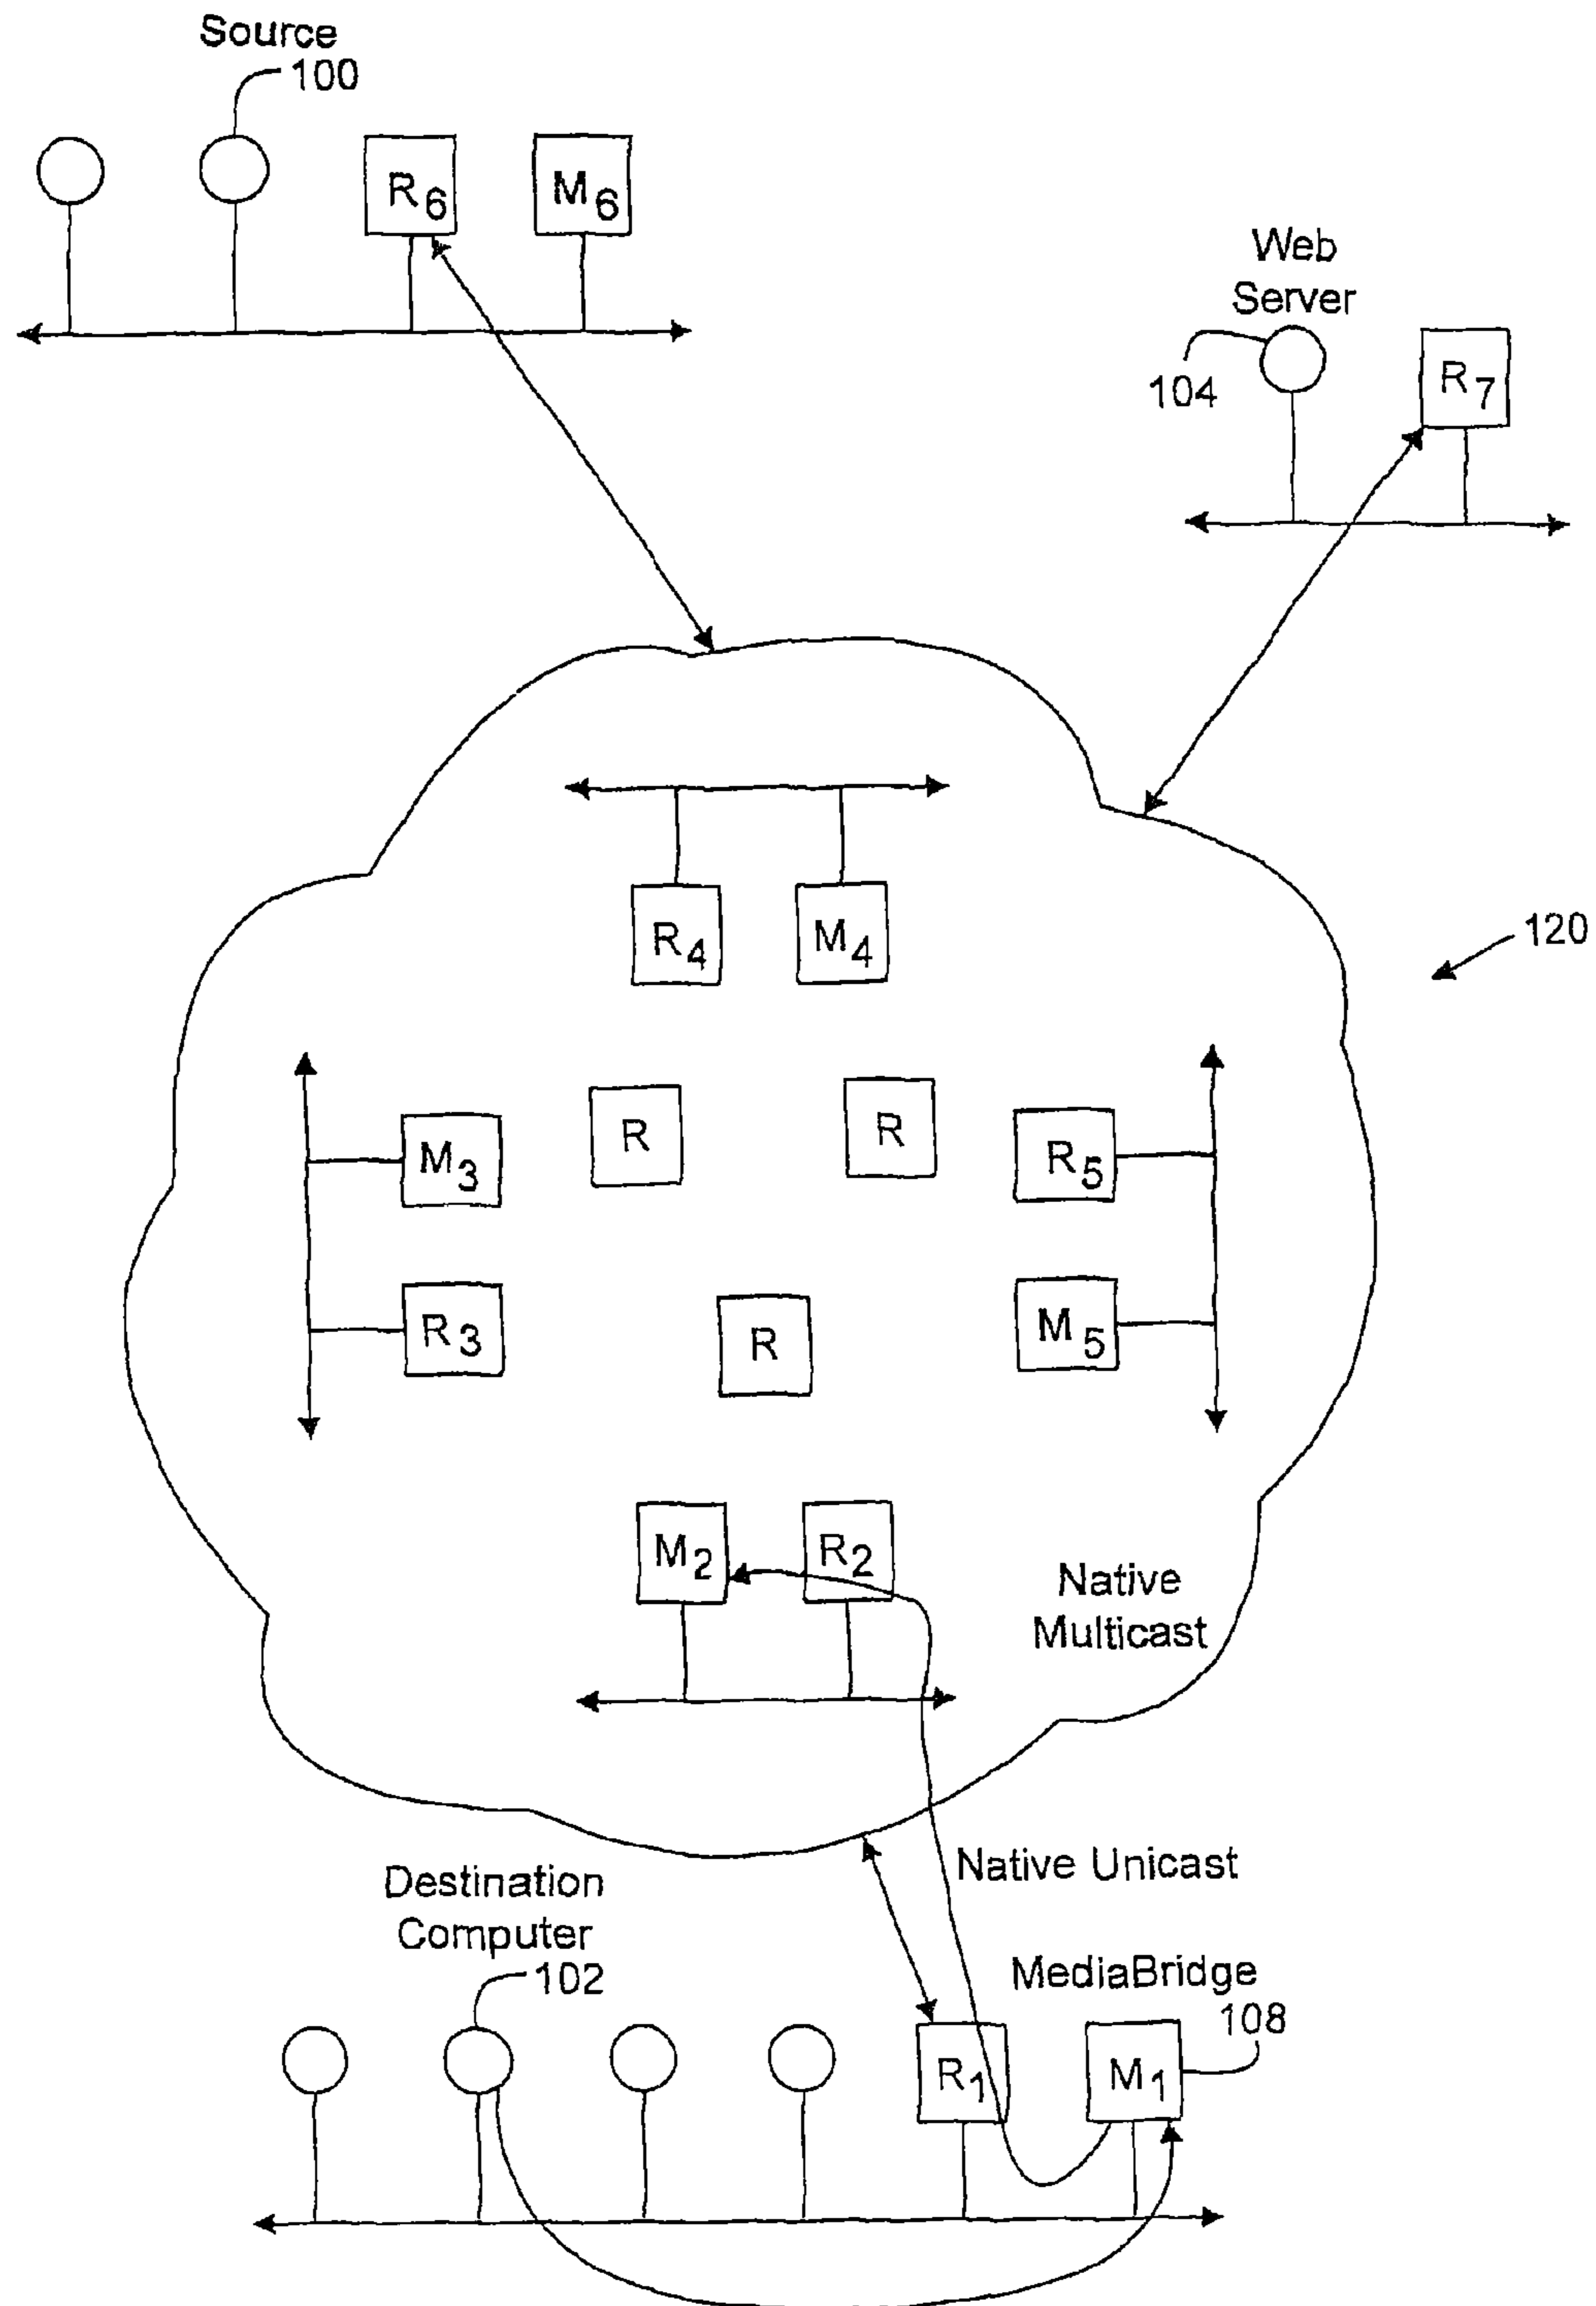 Source
100
R6
M6
Web
Server
104
R7
R4
M4
120
M3
R
R
R5
R3
R
M5
M2
R2
Native
Multicast
Native Unicast
Destination
Computer
102
MediaBridge
108
R1
M1